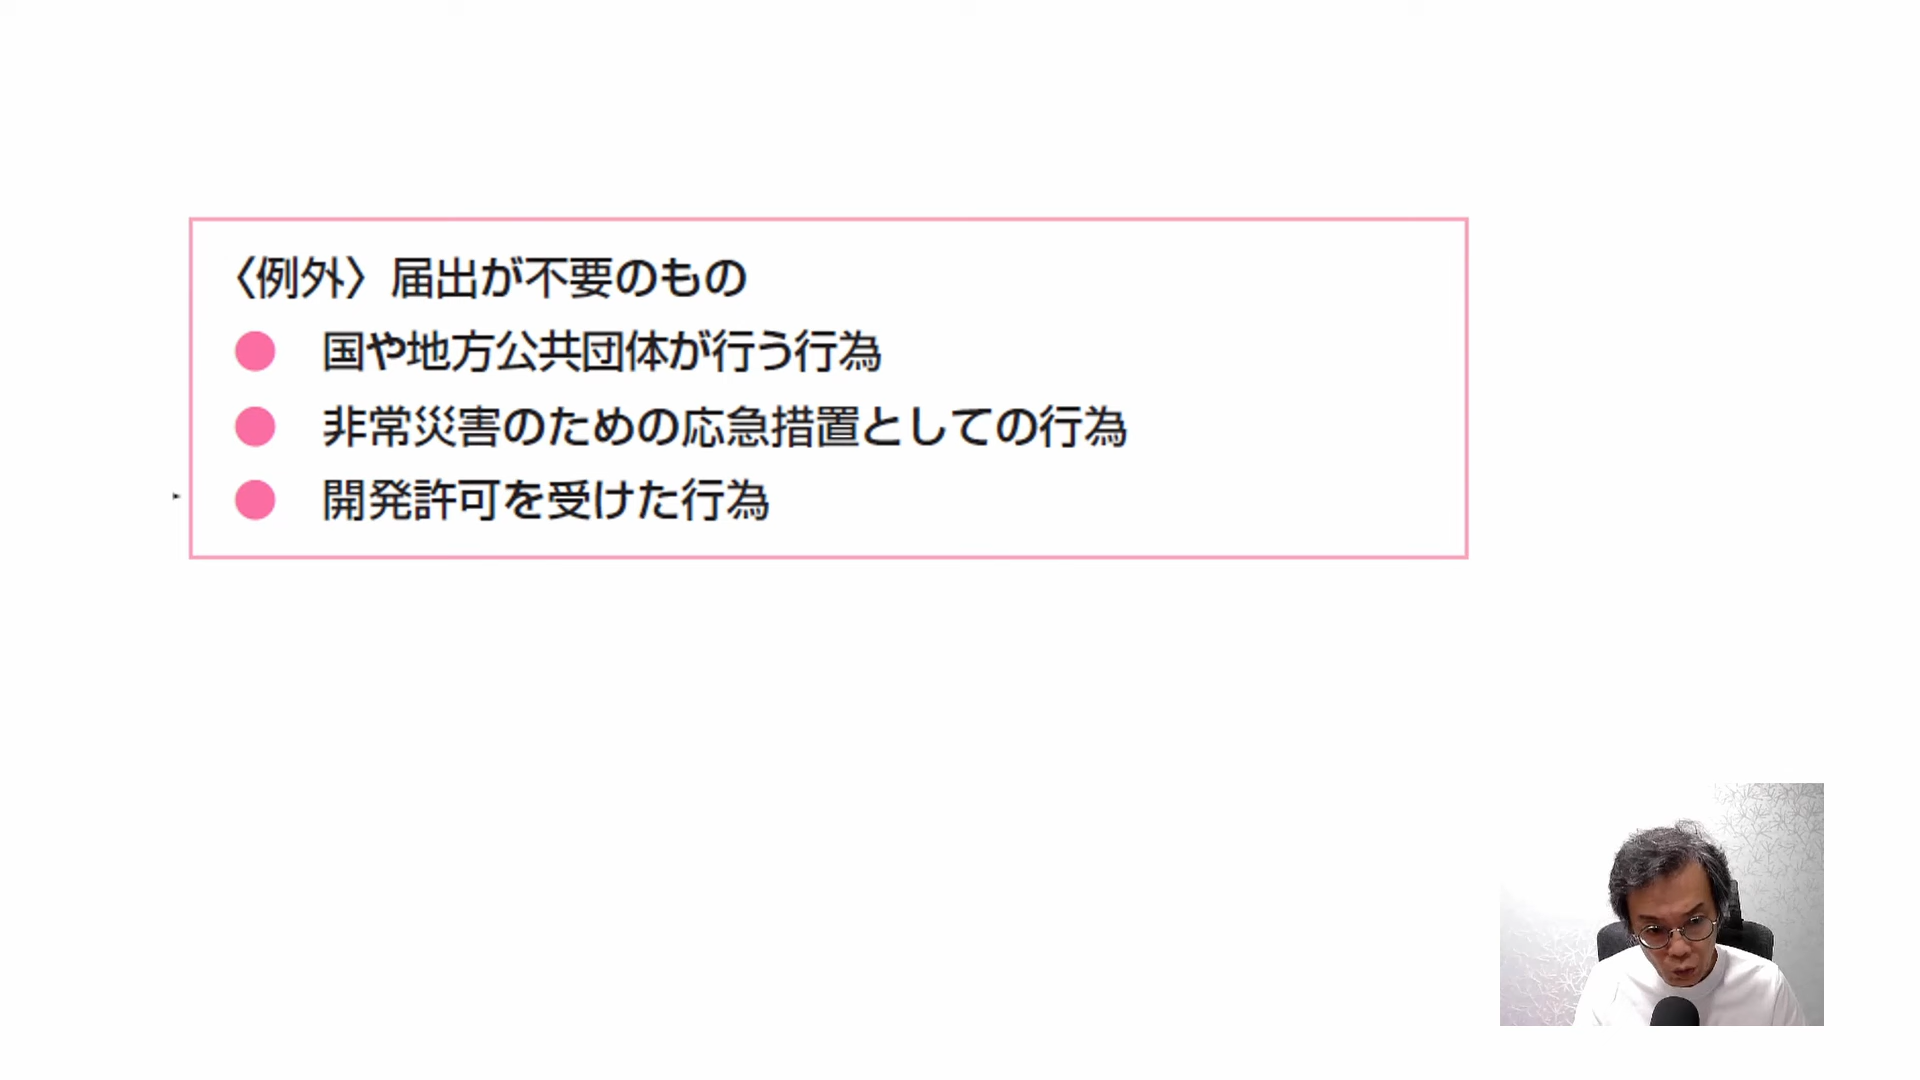 〈例外〉届出が不要のもの
● 国や地方公共団体が行う行為
● 非常災害のための応急措置としての行為
● 開発許可を受けた行為